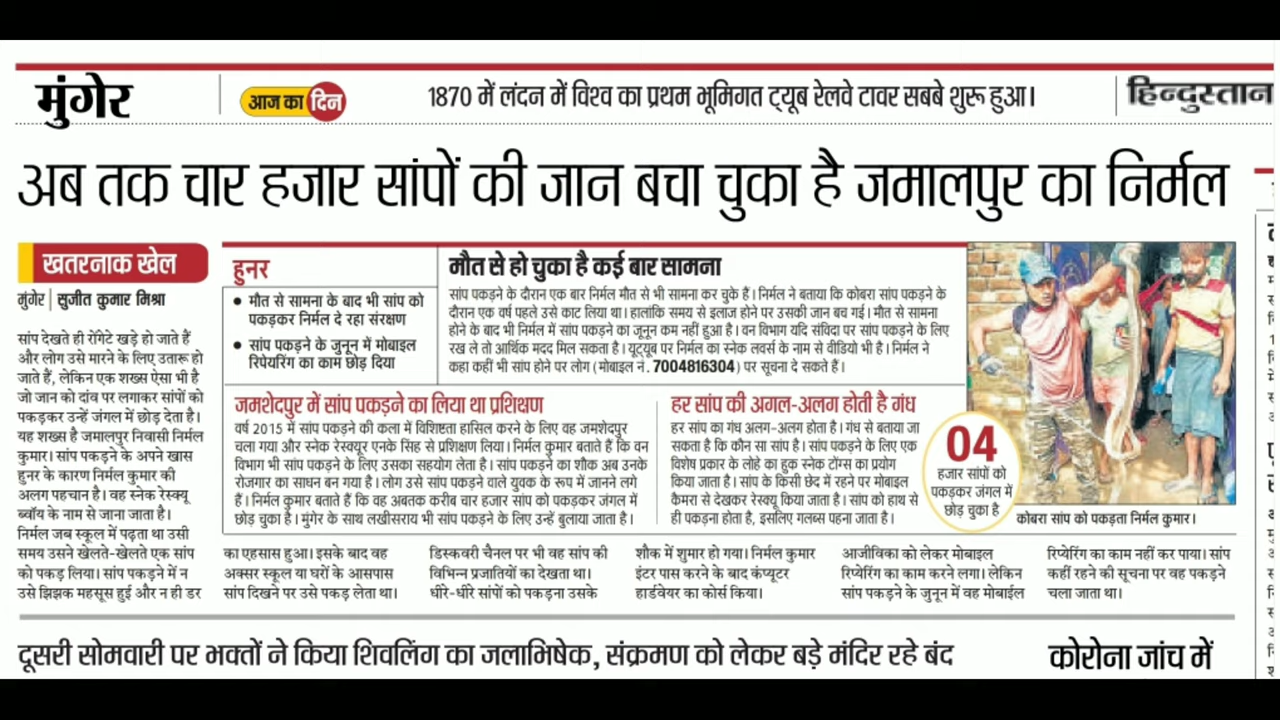 मुंगेर
आज का दिन
1870 में लंदन में विश्व का प्रथम भूमिगत ट्यूब रेलवे टावर सबबे शुरू हुआ।
हिन्दुस्तान
अब तक चार हजार सांपों की जान बचा चुका है जमालपुर का निर्मल
खतरनाक खेल
मुंगेर | सुजीत कुमार मिश्रा
सांप देखते ही रोंगेटे खड़े हो जाते हैं
और लोग उसे मारने के लिए उतारू हो
जाते हैं, लेकिन एक शख्स ऐसा भी है
जो जान को दांव पर लगाकर सांपों को
पकड़कर उन्हें जंगल में छोड़ देता है।
यह शख्स है जमालपुर निवासी निर्मल
कुमार। सांप पकड़ने के अपने खास
हुनर के कारण निर्मल कुमार की
अलग पहचान है। वह स्नेक रेस्क्यू
ब्वॉय के नाम से जाना जाता है।
निर्मल जब स्कूल में पढ़ता था उसी
समय उसने खेलते-खेलते एक सांप
को पकड़ लिया। सांप पकड़ने में न
उसे झिझक महसूस हुई और न ही डर
का एहसास हुआ। इसके बाद वह
अक्सर स्कूल या घरों के आसपास
सांप दिखने पर उसे पकड़ लेता था।
डिस्कवरी चैनल पर भी वह सांप की
विभिन्न प्रजातियों का देखता था।
धीरे-धीरे सांपों को पकड़ना उसके
शौक में शुमार हो गया। निर्मल कुमार
इंटर पास करने के बाद कंप्यूटर
हार्डवेयर का कोर्स किया।
आजीविका को लेकर मोबाइल
रिप्येरिंग का काम करने लगा। लेकिन
सांप पकड़ने के जुनून में वह मोबाईल
रिप्येरिंग का काम नहीं कर पाया। सांप
कहीं रहने की सूचना पर वह पकड़ने
चला जाता था।
हुनर
● मौत से सामना के बाद भी सांप को
पकड़कर निर्मल दे रहा संरक्षण
● सांप पकड़ने के जुनून में मोबाइल
रिपेयरिंग का काम छोड़ दिया
मौत से हो चुका है कई बार सामना
सांप पकड़ने के दौरान एक बार निर्मल मौत से भी सामना कर चुके हैं। निर्मल ने बताया कि कोबरा सांप पकड़ने के
दौरान एक वर्ष पहले उसे काट लिया था। हालांकि समय से इलाज होने पर उसकी जान बच गई। मौत से सामना
होने के बाद भी निर्मल में सांप पकड़ने का जूनून कम नहीं हुआ है। वन विभाग यदि संविदा पर सांप पकड़ने के लिए
रख ले तो आर्थिक मदद मिल सकता है। यूट्यूब पर निर्मल का स्नेक लवर्स के नाम से वीडियो भी है। निर्मल ने
कहा कहीं भी सांप होने पर लोग (मोबाइल नं. 7004816304) पर सूचना दे सकते हैं।
जमशेदपुर में सांप पकड़ने का लिया था प्रशिक्षण
वर्ष 2015 में सांप पकड़ने की कला में विशिष्टता हासिल करने के लिए वह जमशेदपुर
चला गया और स्नेक रेस्क्यूर एनके सिंह से प्रशिक्षण लिया। निर्मल कुमार बताते हैं कि वन
विभाग भी सांप पकड़ने के लिए उसका सहयोग लेता है। सांप पकड़ने का शौक अब उनके
रोजगार का साधन बन गया है। लोग उसे सांप पकड़ने वाले युवक के रूप में जानने लगे
हैं। निर्मल कुमार बताते हैं कि वह अबतक करीब चार हजार सांप को पकड़कर जंगल में
छोड़ चुका है। मुंगेर के साथ लखीसराय भी सांप पकड़ने के लिए उन्हें बुलाया जाता है।
हर सांप की अगल-अलग होती है गंध
हर सांप का गंध अलग-अलग होता है। गंध से बताया जा
सकता है कि कौन सा सांप है। सांप पकड़ने के लिए एक
विशेष प्रकार के लोहे का हुक स्नेक टोंग्स का प्रयोग
किया जाता है। सांप के किसी छेद में रहने पर मोबाइल
कैमरा से देखकर रेस्क्यू किया जाता है। सांप को हाथ से
ही पकड़ना होता है, इसलिए गलब्स पहना जाता है।
04
हजार सांपों को
पकड़कर जंगल में
छोड़ चुका है
कोबरा सांप को पकड़ता निर्मल कुमार।
दूसरी सोमवारी पर भक्तों ने किया शिवलिंग का जलाभिषेक, संक्रमण को लेकर बड़े मंदिर रहे बंद
कोरोना जांच में